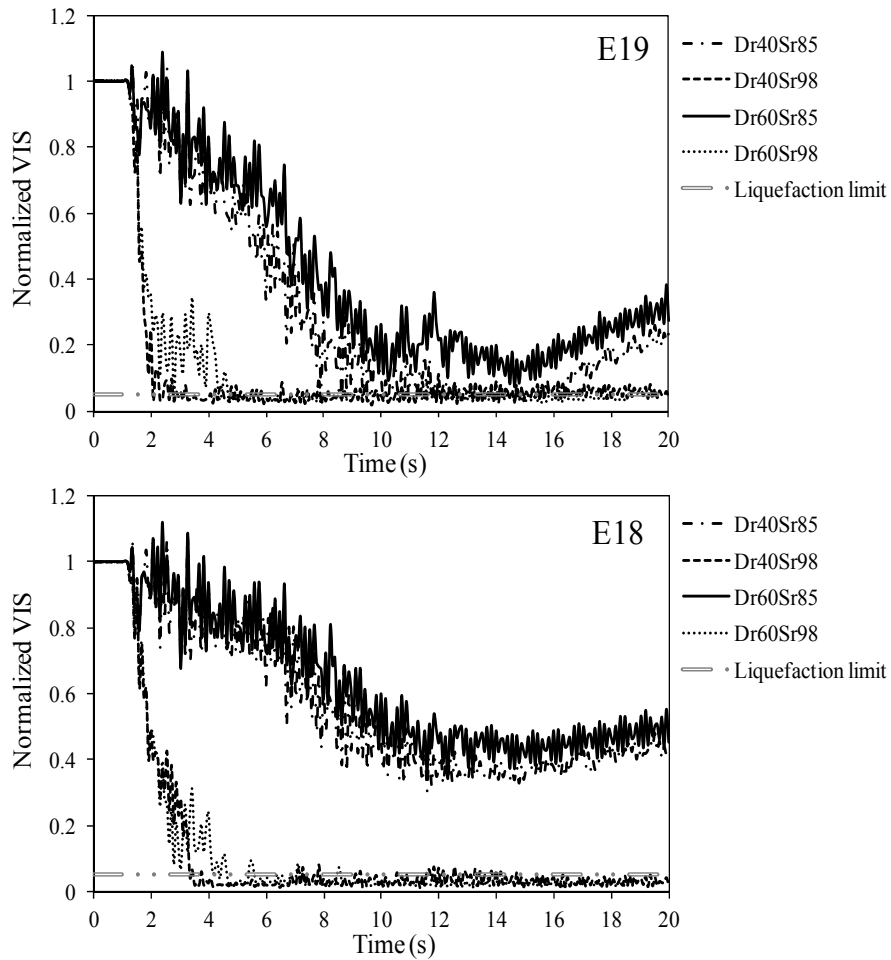 1.2
E19
Dr40Sr85
1
Dr40Sr98
0.8
Dr60Sr85
Dr60Sr98
0.6
Liquefaction limit
Normalized VIS
0.4
0.2
0
0 2 4 6 8 10 12 14 16 18 20
Time (s)
1.2
E18
Dr40Sr85
1
Dr40Sr98
0.8
Dr60Sr85
Dr60Sr98
0.6
Liquefaction limit
Normalized VIS
0.4
0.2
0
0 2 4 6 8 10 12 14 16 18 20
Time (s)